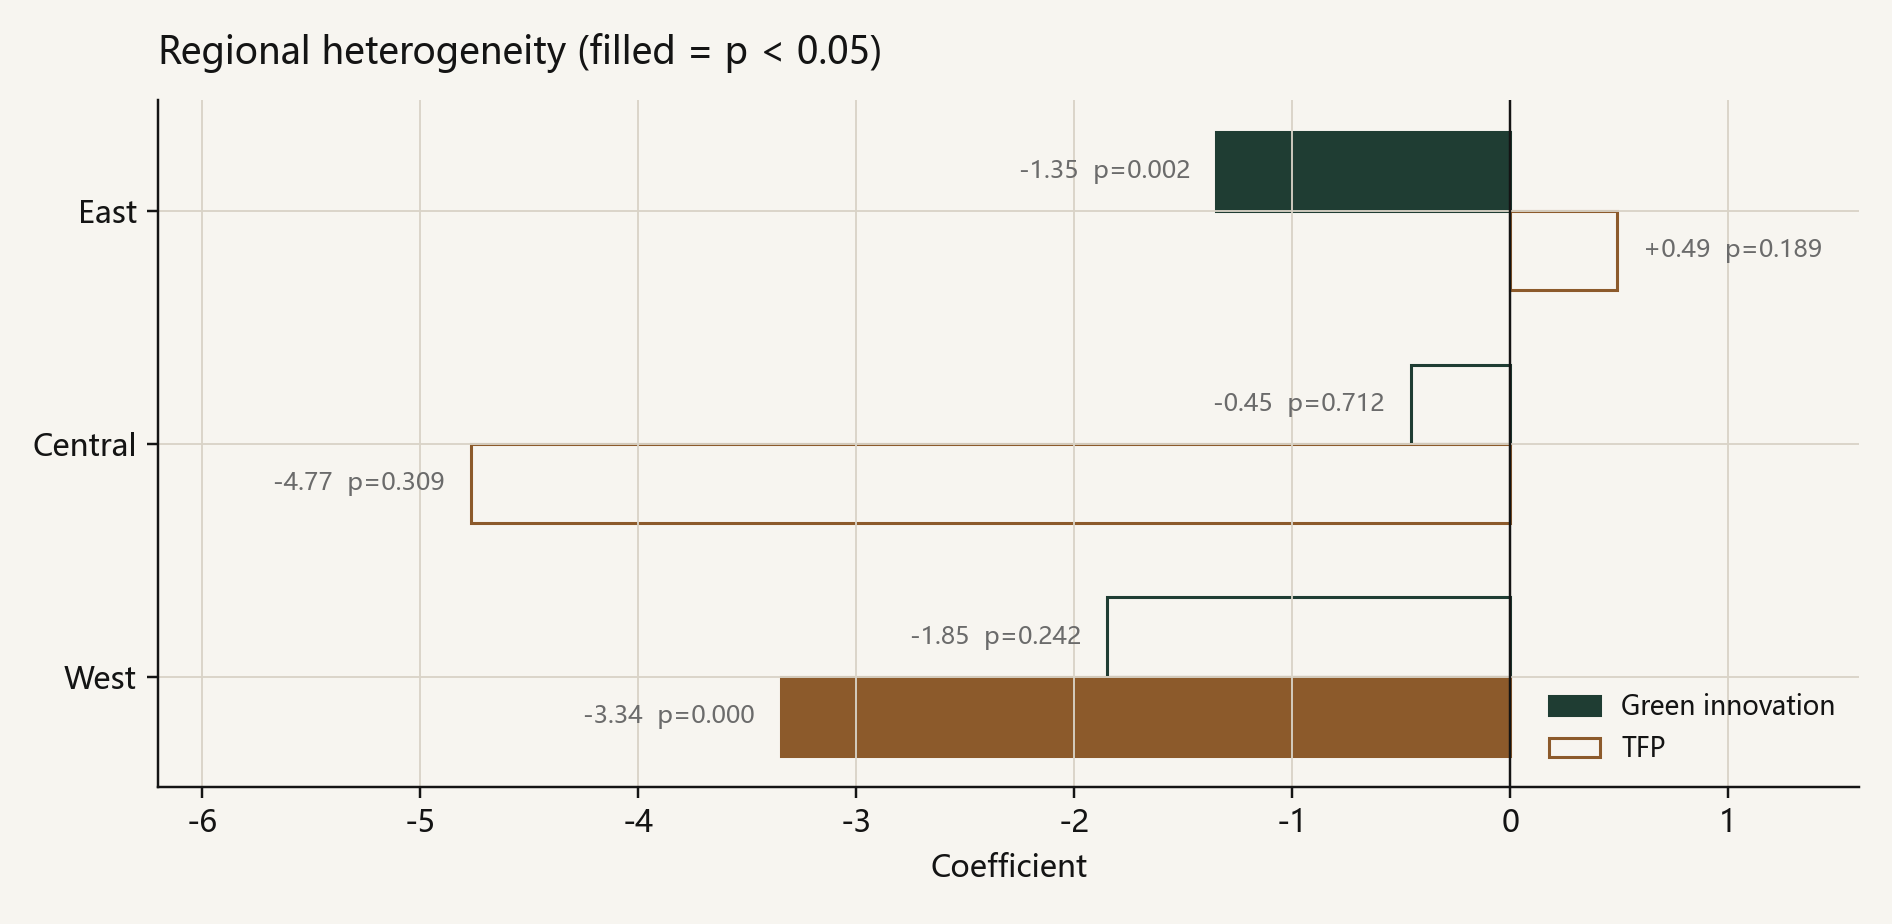 Regional heterogeneity (filled = p < 0.05)
-1.35 p=0.002
East
+0.49 p=0.189
-0.45 p=0.712
Central
-4.77 p=0.309
-1.85 p=0.242
West
-3.34 p=0.000
Green innovation
TFP
-6 -5 -4 -3 -2 -1 0 1
Coefficient